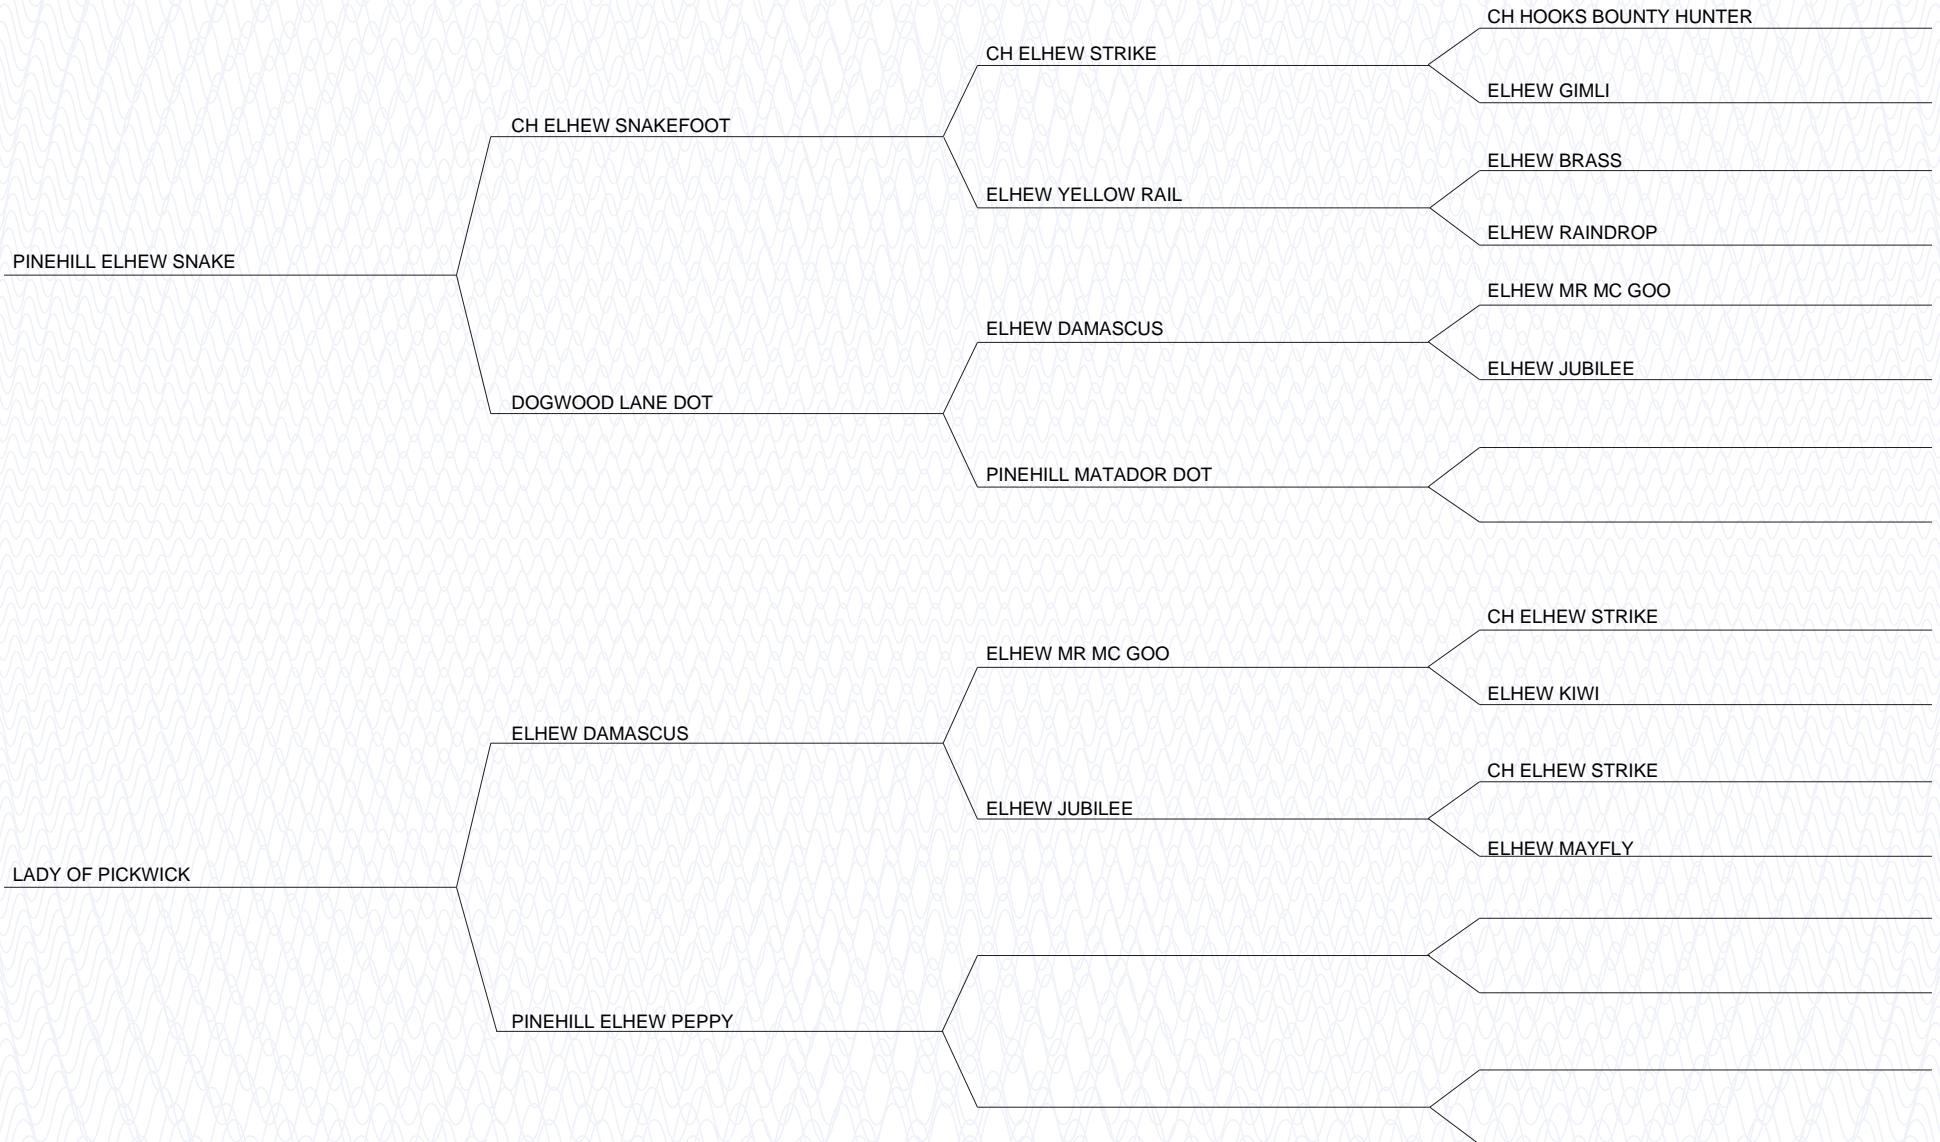 CH HOOKS BOUNTY HUNTER
CH ELHEW STRIKE
ELHEW GIMLI
CH ELHEW SNAKEFOOT
ELHEW BRASS
ELHEW YELLOW RAIL
ELHEW RAINDROP
PINEHILL ELHEW SNAKE
ELHEW MR MC GOO
ELHEW DAMASCUS
ELHEW JUBILEE
DOGWOOD LANE DOT
PINEHILL MATADOR DOT
CH ELHEW STRIKE
ELHEW MR MC GOO
ELHEW KIWI
ELHEW DAMASCUS
CH ELHEW STRIKE
ELHEW JUBILEE
ELHEW MAYFLY
LADY OF PICKWICK
PINEHILL ELHEW PEPPY